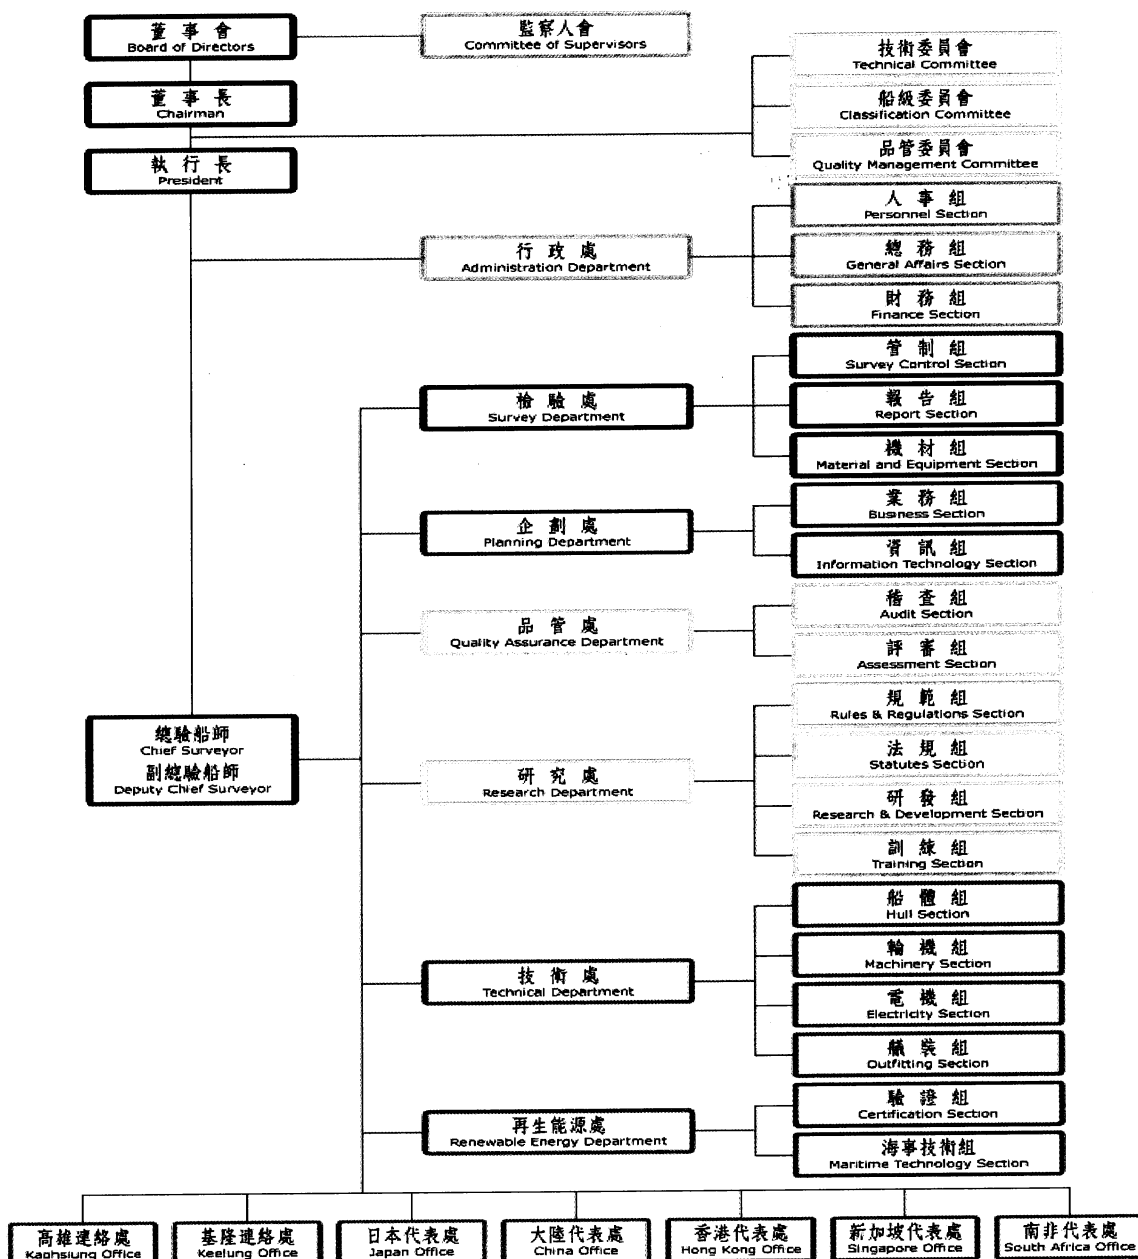 董事會
Board of Directors
監察人會
Committee of Supervisors
董事長
Chairman
技術委員會
Technical Committee
船級委員會
Classification Committee
品管委員會
Quality Management Committee
執行長
President
行政處
Administration Department
人事組
Personnel Section
總務組
General Affairs Section
財務組
Finance Section
檢驗處
Survey Department
管制組
Survey Control Section
報告組
Report Section
機材組
Material and Equipment Section
企劃處
Planning Department
業務組
Business Section
資訊組
Information Technology Section
品管處
Quality Assurance Department
稽查組
Audit Section
評審組
Assessment Section
總驗船師
Chief Surveyor
副總驗船師
Deputy Chief Surveyor
研究處
Research Department
規範組
Rules & Regulations Section
法規組
Statutes Section
研發組
Research & Development Section
訓練組
Training Section
技術處
Technical Department
船體組
Hull Section
輪機組
Machinery Section
電機組
Electricity Section
艤裝組
Outfitting Section
再生能源處
Renewable Energy Department
驗證組
Certification Section
海事技術組
Maritime Technology Section
高雄連絡處
Kaohsiung Office
基隆連絡處
Keelung Office
日本代表處
Japan Office
大陸代表處
China Office
香港代表處
Hong Kong Office
新加坡代表處
Singapore Office
南非代表處
South Africa Office